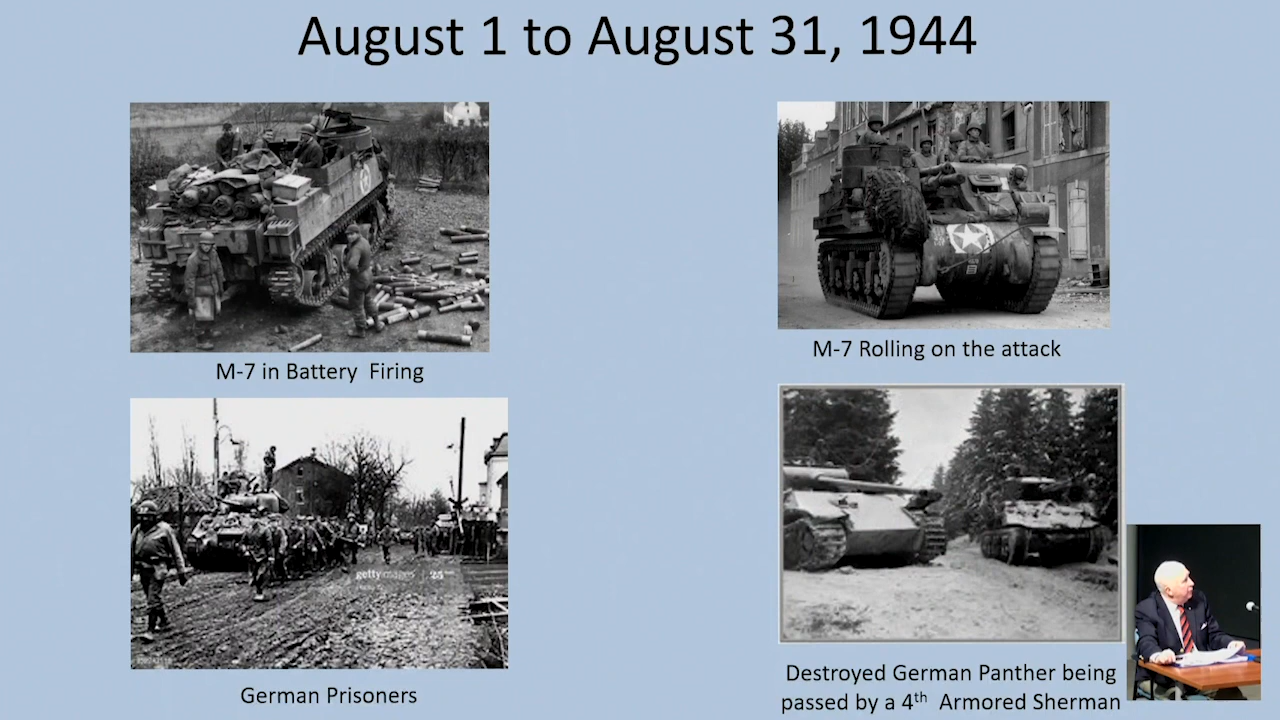 August 1 to August 31, 1944
M-7 in Battery  Firing
M-7 Rolling on the attack
gettyimages
German Prisoners
Destroyed German Panther being
passed by a 4th  Armored Sherman